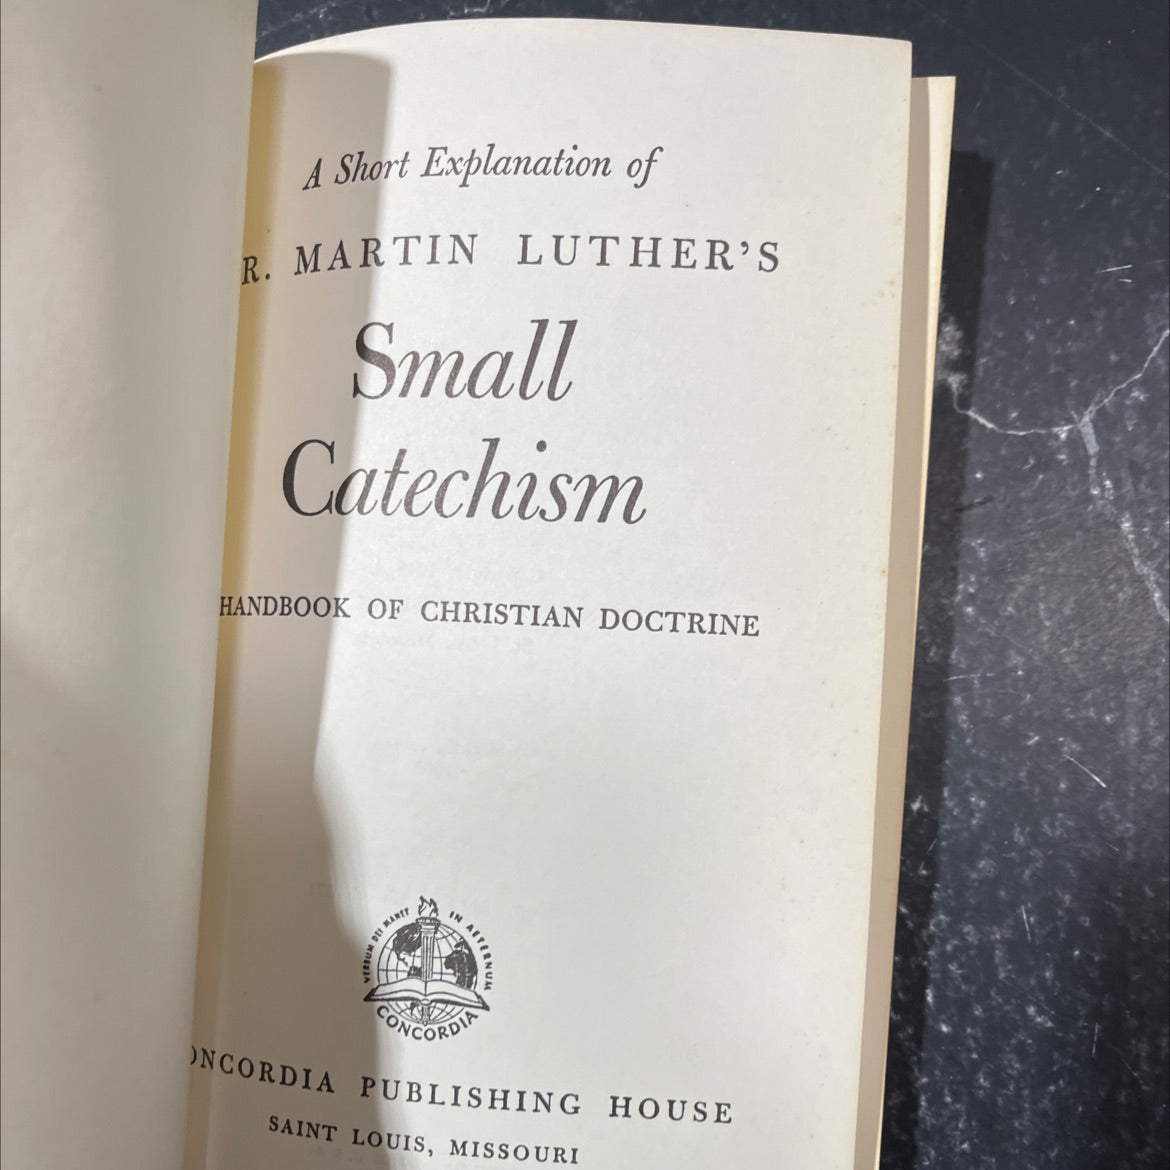 A Short Explanation of
R. MARTIN LUTHER'S
Small
Catechism
HANDBOOK OF CHRISTIAN DOCTRINE
VERBUM DEI MANET IN AETERNUM
CONCORDIA
ONCORDIA PUBLISHING HOUSE
SAINT LOUIS, MISSOURI